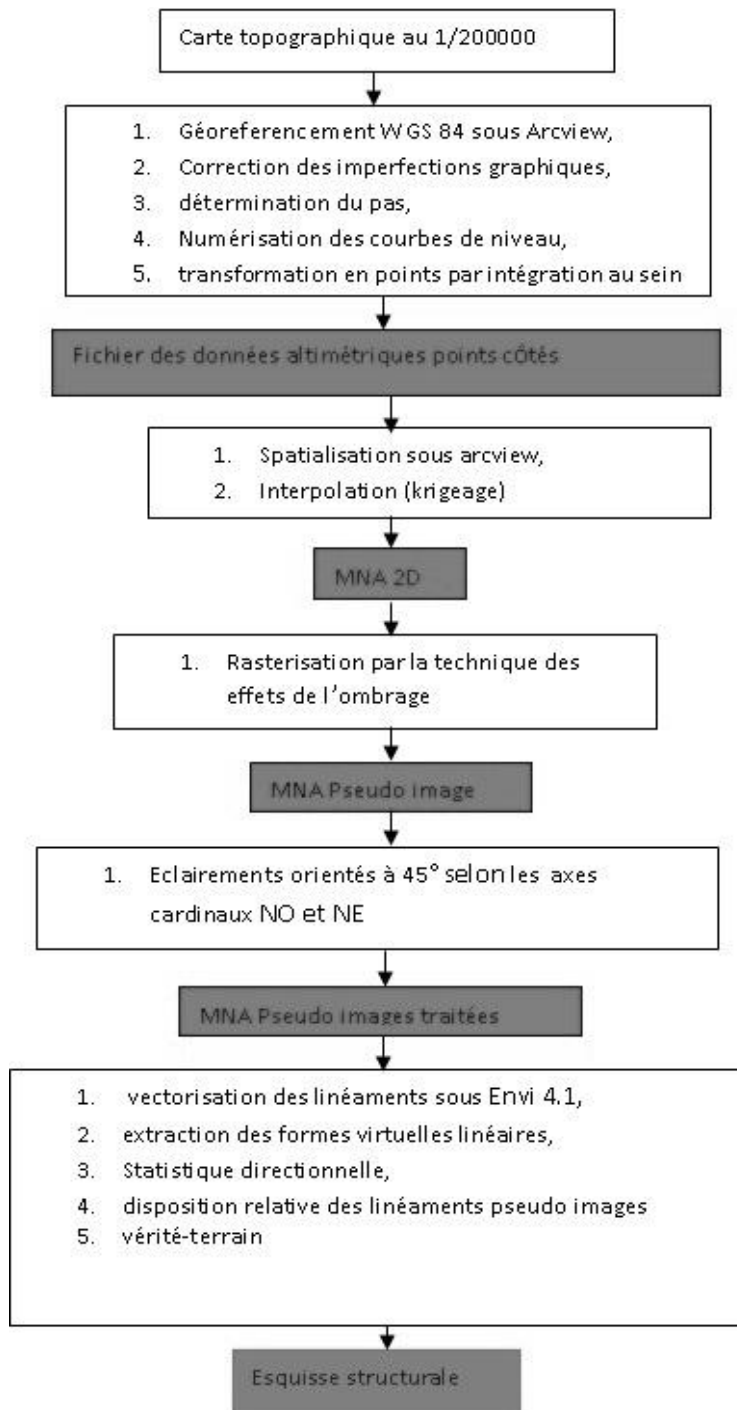 Carte topographique au 1/200000
1. Géoreferencement WGS 84 sous Arcview,
2. Correction des imperfections graphiques,
3. détermination du pas,
4. Numérisation des courbes de niveau,
5. transformation en points par intégration au sein
Fichier des données altimétriques points cÔtés
1. Spatialisation sous arcview,
2. Interpolation (krigeage)
MNA 2D
1. Rasterisation par la technique des
effets de l'ombrage
MNA Pseudo image
1. Eclairements orientés à 45° selon les axes
cardinaux NO et NE
MNA Pseudo images traitées
1. vectorisation des linéaments sous Envi 4.1,
2. extraction des formes virtuelles linéaires,
3. Statistique directionnelle,
4. disposition relative des linéaments pseudo images
5. vérité-terrain
Esquisse structurale